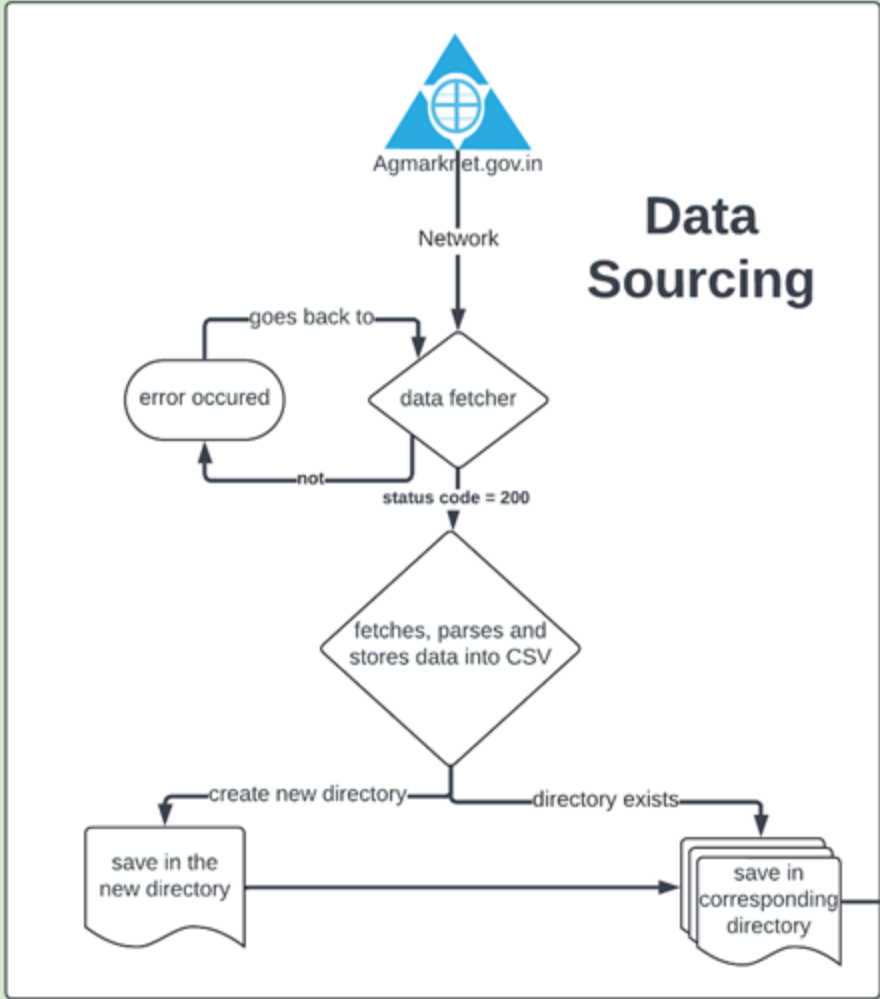 Agmarknet.gov.in
Data
Sourcing
Network
goes back to
error occured
data fetcher
not
status code = 200
fetches, parses and
stores data into CSV
create new directory
directory exists
save in the
new directory
save in
corresponding
directory